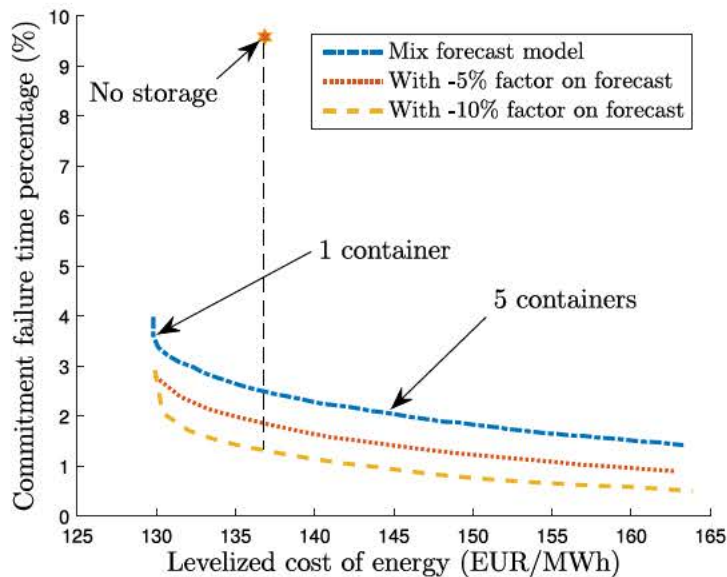 Commitment failure time percentage (%)
10
9
8
7
6
5
4
3
2
1
0
No storage
Mix forecast model
With -5% factor on forecast
With -10% factor on forecast
1 container
5 containers
125 130 135 140 145 150 155 160 165
Levelized cost of energy (EUR/MWh)